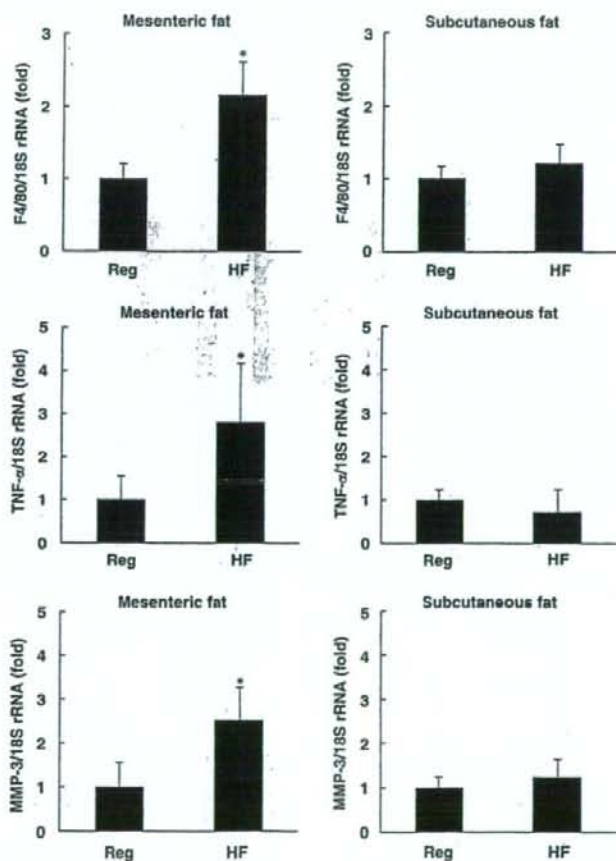 Mesenteric fat
F4/80/18S rRNA (fold)
3
2
1
0
*
Reg
HF
Subcutaneous fat
F4/80/18S rRNA (fold)
3
2
1
0
Reg
HF
Mesenteric fat
TNF-α/18S rRNA (fold)
5
4
3
2
1
0
*
Reg
HF
Subcutaneous fat
TNF-α/18S rRNA (fold)
5
4
3
2
1
0
Reg
HF
Mesenteric fat
MMP-3/18S rRNA (fold)
5
4
3
2
1
0
*
Reg
HF
Subcutaneous fat
MMP-3/18S rRNA (fold)
5
4
3
2
1
0
Reg
HF